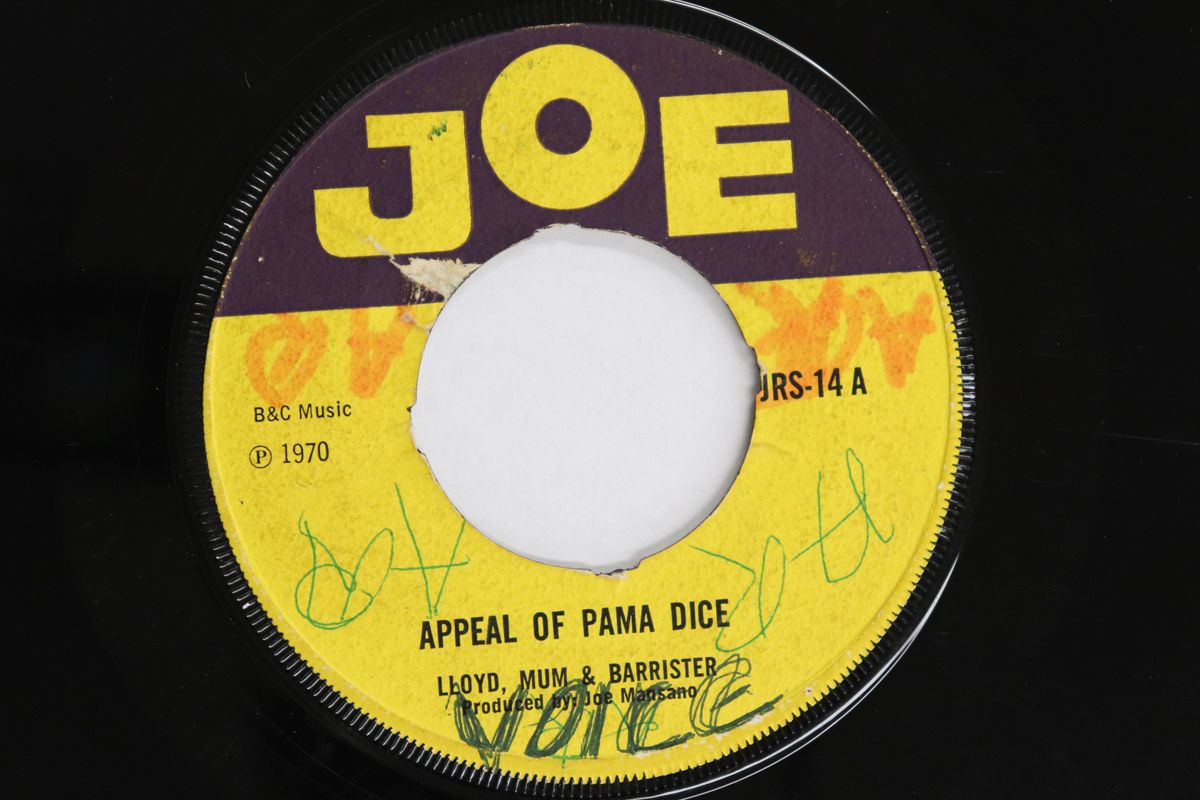 JOE
JRS-14 A
B&C Music
℗ 1970
APPEAL OF PAMA DICE
LLOYD, MUM & BARRISTER
Produced by: Joe Mansano
VOICE